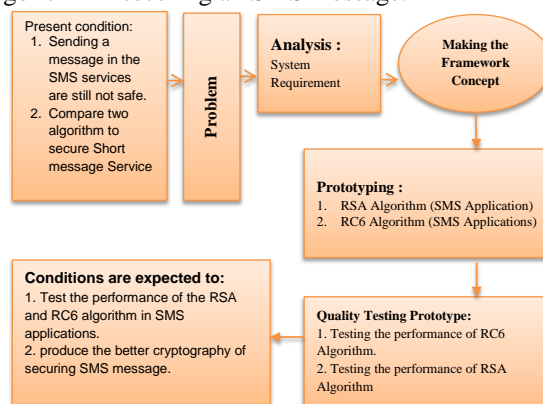 Present condition:
1. Sending a
message in the
SMS services
are still not safe.
2. Compare two
algorithm to
secure Short
message Service
Problem
Analysis :
System
Requirement
Making the
Framework
Concept
Prototyping :
1. RSA Algorithm (SMS Application)
2. RC6 Algorithm (SMS Applications)
Quality Testing Prototype:
1. Testing the performance of RC6
Algorithm.
2. Testing the performance of RSA
Algorithm
Conditions are expected to:
1. Test the performance of the RSA
and RC6 algorithm in SMS
applications.
2. produce the better cryptography of
securing SMS message.